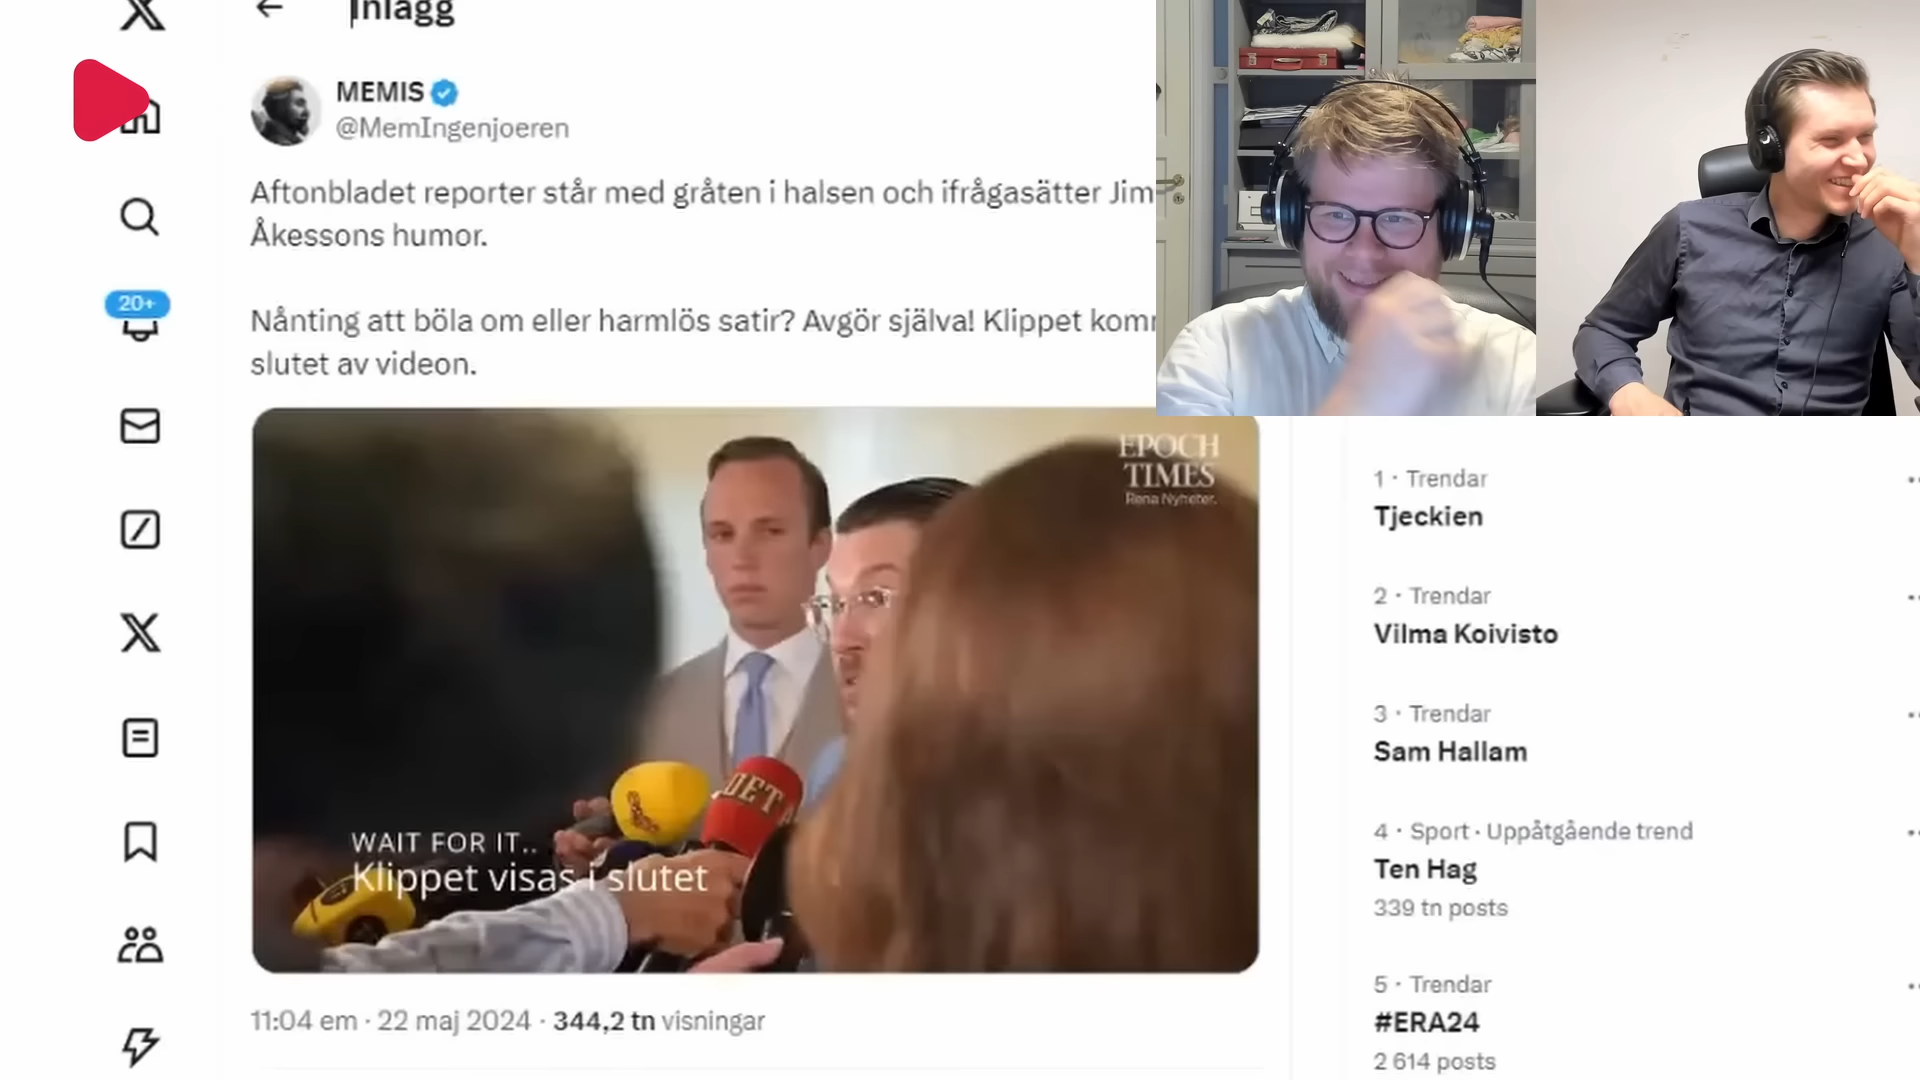 Inlägg
MEMIS
@MemIngenjoeren
Aftonbladet reporter står med gråten i halsen och ifrågasätter Jim
Åkessons humor.
Nånting att böla om eller harmlös satir? Avgör själva! Klippet komr
slutet av videon.
EPOCH
TIMES
Rena Nyheter.
DET
WAIT FOR IT..
Klippet visas i slutet
11:04 em · 22 maj 2024 · 344,2 tn visningar
20+
1 · Trendar
Tjeckien
2 · Trendar
Vilma Koivisto
3 · Trendar
Sam Hallam
4 · Sport · Uppåtgående trend
Ten Hag
339 tn posts
5 · Trendar
#ERA24
2 614 posts